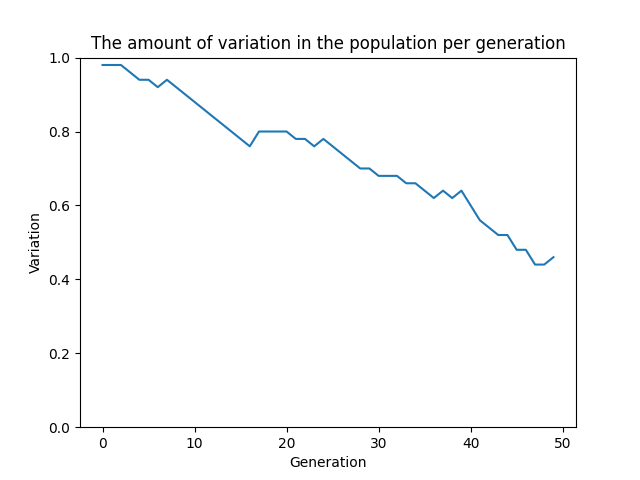 The amount of variation in the population per generation
1.0
0.8
0.6
0.4
0.2
0.0
Variation
0 10 20 30 40 50
Generation